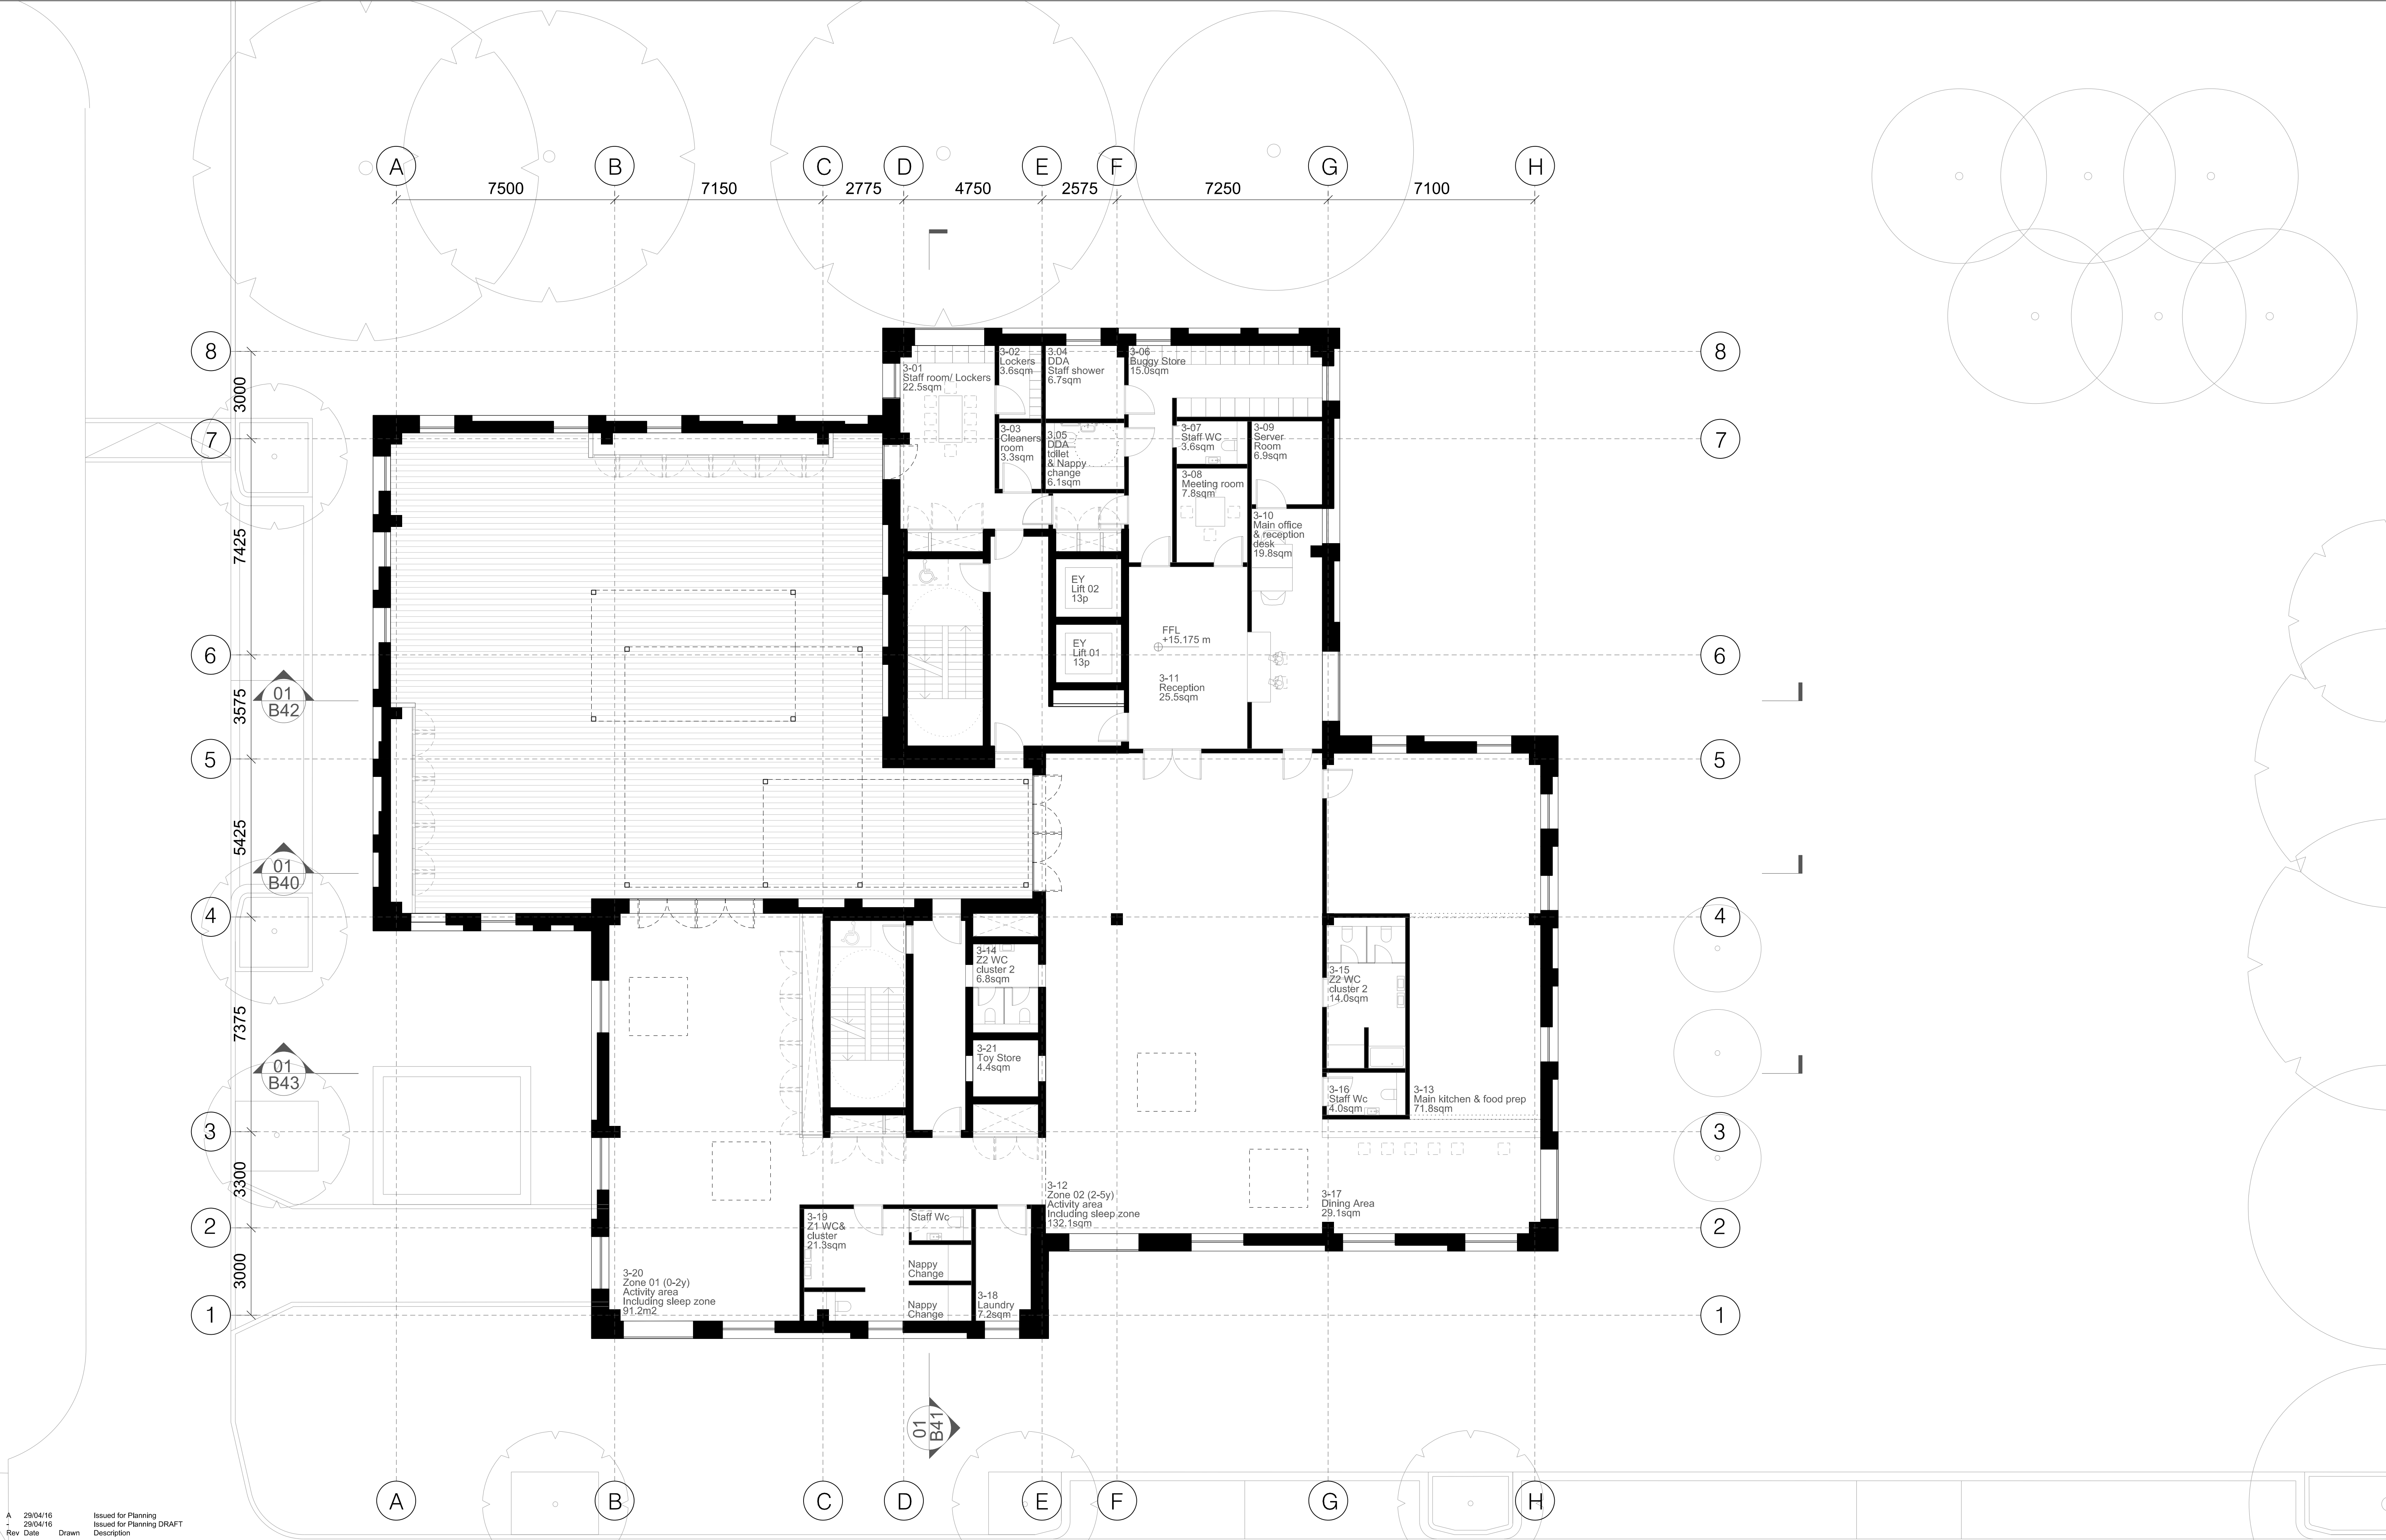 A B C D E F G H
7500 7150 2775 4750 2575 7250 7100
8
3000
7
7425
6
3575
5
5425
4
7375
3
3300
2
3000
1
8
7
6
5
4
3
2
1
01
B42
01
B40
01
B43
3-01
Staff room/ Lockers
22.5sqm
3-02
Lockers
3.6sqm
3.04
DDA
Staff shower
6.7sqm
3-06
Buggy Store
15.0sqm
3-03
Cleaners
room
3.3sqm
3.05
DDA
toilet
& Nappy
change
6.1sqm
3-07
Staff WC
3.6sqm
3-09
Server
Room
6.9sqm
3-08
Meeting room
7.8sqm
3-10
Main office
& reception
desk
19.8sqm
EY
Lift 02
13p
EY
Lift 01
13p
FFL
+15.175 m
3-11
Reception
25.5sqm
3-14
Z2 WC
cluster 2
6.8sqm
3-15
Z2 WC
cluster 2
14.0sqm
3-21
Toy Store
4.4sqm
3-16
Staff Wc
4.0sqm
3-13
Main kitchen & food prep
71.8sqm
3-12
Zone 02 (2-5y)
Activity area
Including sleep zone
132.1sqm
3-17
Dining Area
29.1sqm
3-19
Z1 WC&
cluster
21.3sqm
Staff Wc
Nappy
Change
Nappy
Change
3-18
Laundry
7.2sqm
3-20
Zone 01 (0-2y)
Activity area
Including sleep zone
91.2m2
01
B41
A B C D E F G H
A 29/04/16 Issued for Planning
- 29/04/16 Issued for Planning DRAFT
Rev Date Drawn Description